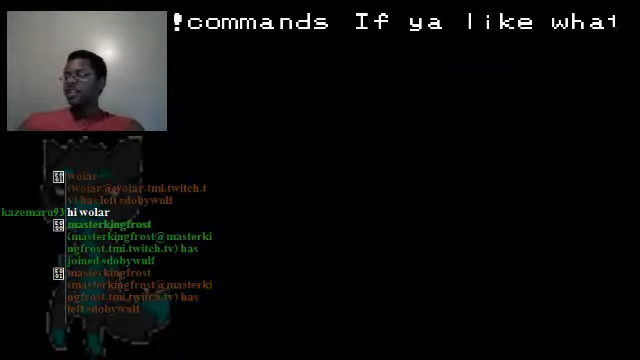 !commands If ya like what
wolar
(wolar@wolar.tmi.twitch.t
v) has left #dobywulf
kazemaru93 hi wolar
masterkingfrost
(masterkingfrost@masterki
ngfrost.tmi.twitch.tv) has
joined #dobywulf
masterkingfrost
(masterkingfrost@masterki
ngfrost.tmi.twitch.tv) has
left #dobywulf